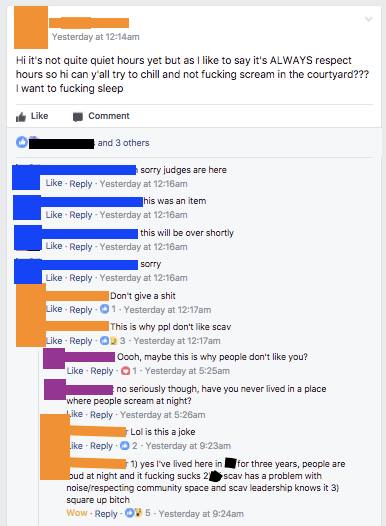 Yesterday at 12:14am
Hi it's not quite quiet hours yet but as I like to say it's ALWAYS respect
hours so hi can y'all try to chill and not fucking scream in the courtyard???
I want to fucking sleep
Like Comment
and 3 others
sorry judges are here
Like · Reply · Yesterday at 12:16am
his was an item
Like · Reply · Yesterday at 12:16am
this will be over shortly
Like · Reply · Yesterday at 12:16am
sorry
Like · Reply · Yesterday at 12:16am
Don't give a shit
Like · Reply · 1 · Yesterday at 12:17am
This is why ppl don't like scav
Like · Reply · 3 · Yesterday at 12:17am
Oooh, maybe this is why people don't like you?
Like · Reply · 1 · Yesterday at 5:25am
no seriously though, have you never lived in a place
where people scream at night?
Like · Reply · Yesterday at 5:26am
Lol is this a joke
Like · Reply · 2 · Yesterday at 9:23am
1) yes I've lived here in for three years, people are
oud at night and it fucking sucks 2) scav has a problem with
noise/respecting community space and scav leadership knows it 3)
square up bitch
Wow · Reply · 5 · Yesterday at 9:24am